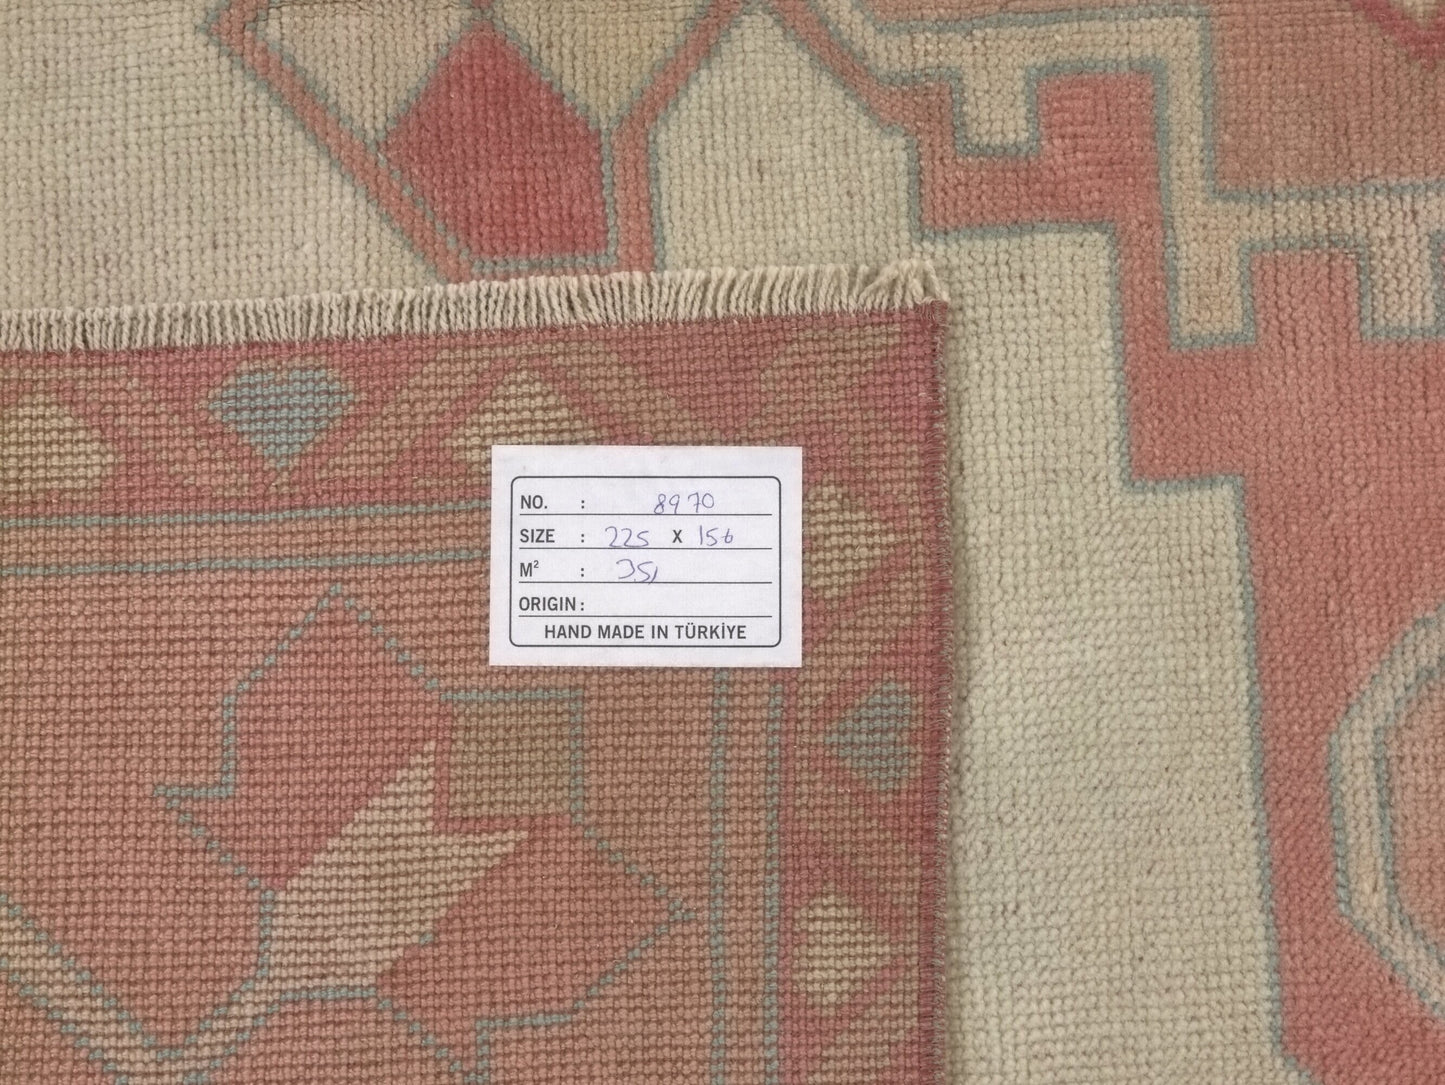 NO. : 8970
SIZE : 225 X 156
M² : 3.51
ORIGIN :
HAND MADE IN TÜRKİYE